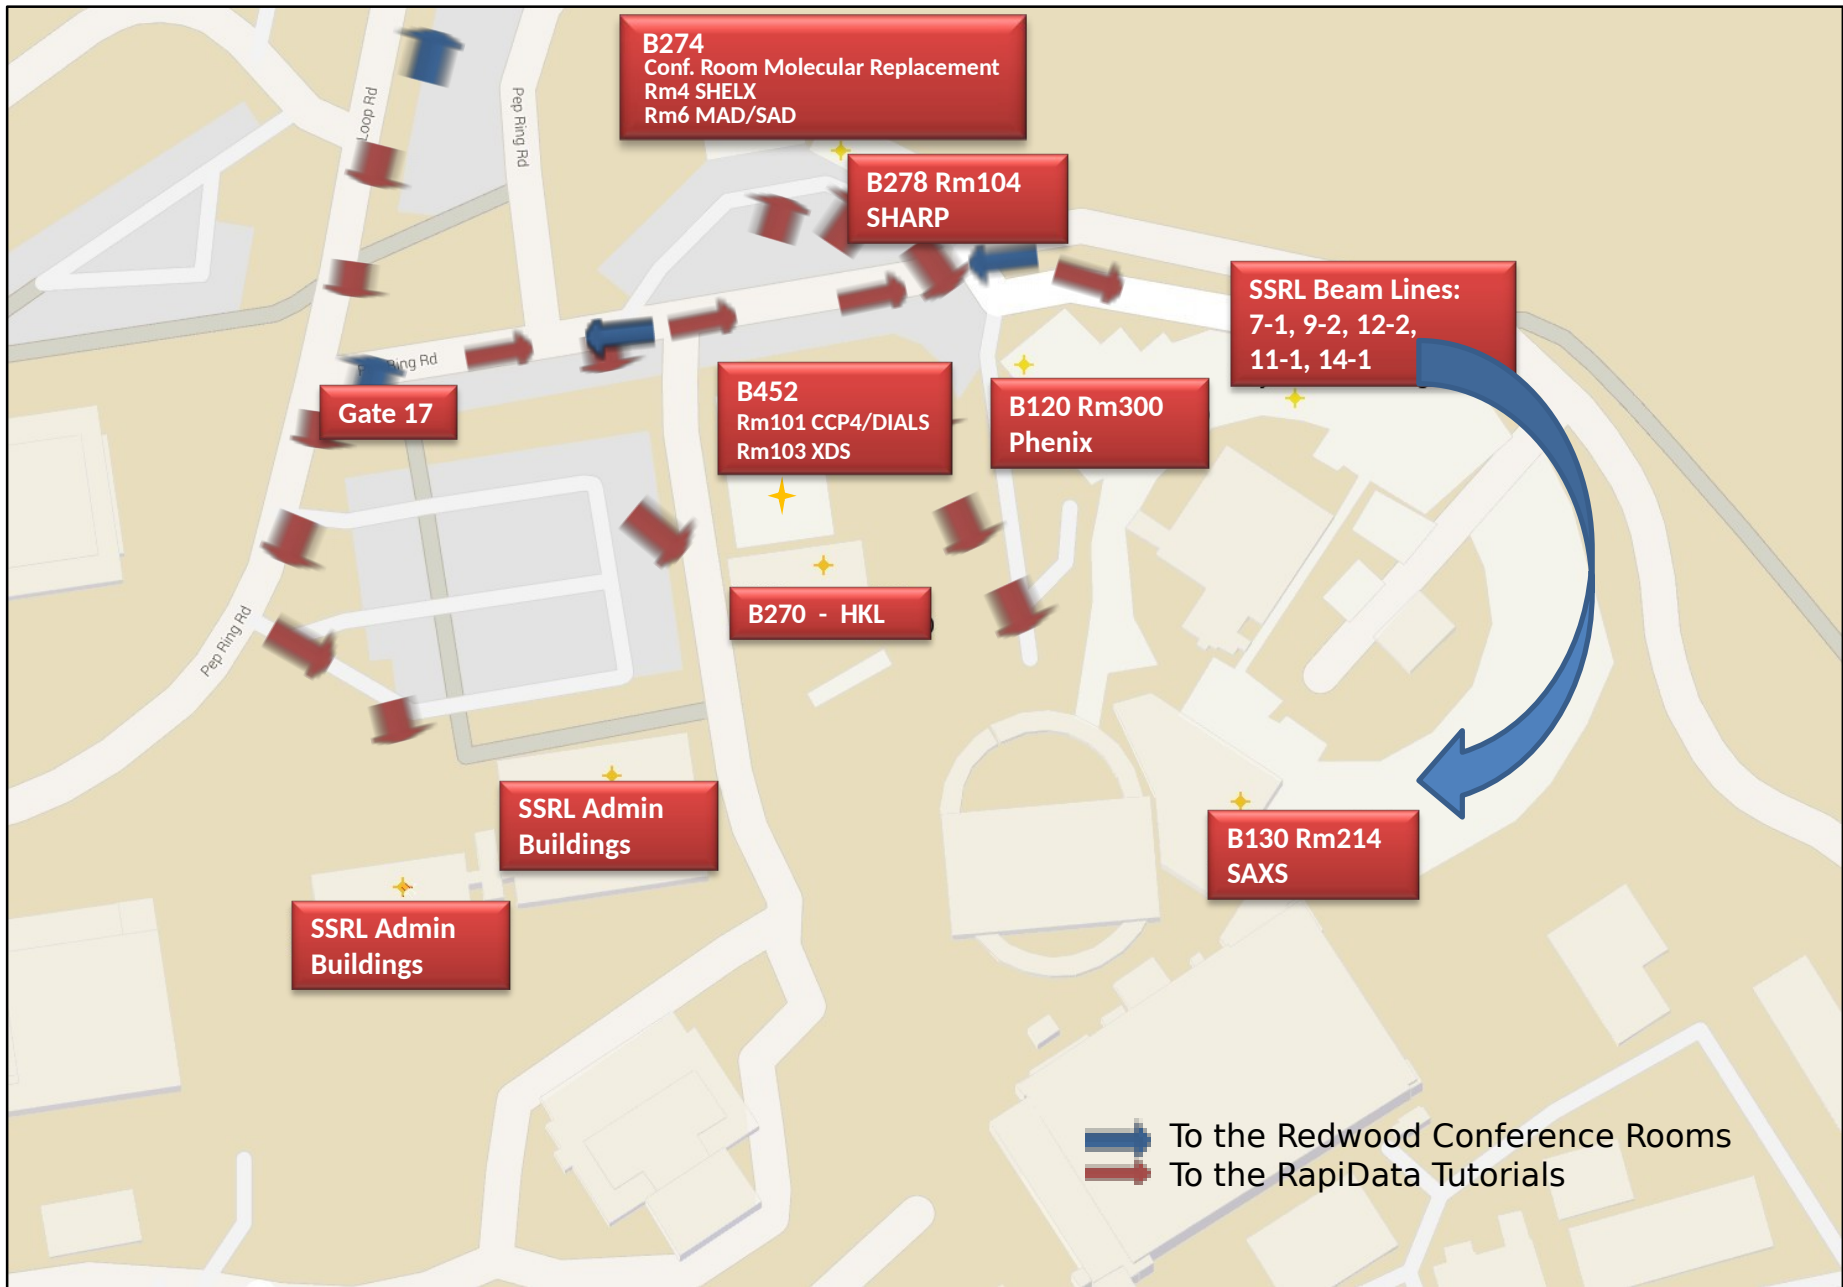 B274
Conf. Room Molecular Replacement
Rm4 SHELX
Rm6 MAD/SAD
Loop Rd
Pep Ring Rd
B278 Rm104
SHARP
SSRL Beam Lines:
7-1, 9-2, 12-2,
11-1, 14-1
Ring Rd
Gate 17
B452
Rm101 CCP4/DIALS
Rm103 XDS
B120 Rm300
Phenix
B270 - HKL
Pep Ring Rd
SSRL Admin
Buildings
B130 Rm214
SAXS
SSRL Admin
Buildings
To the Redwood Conference Rooms
To the RapiData Tutorials